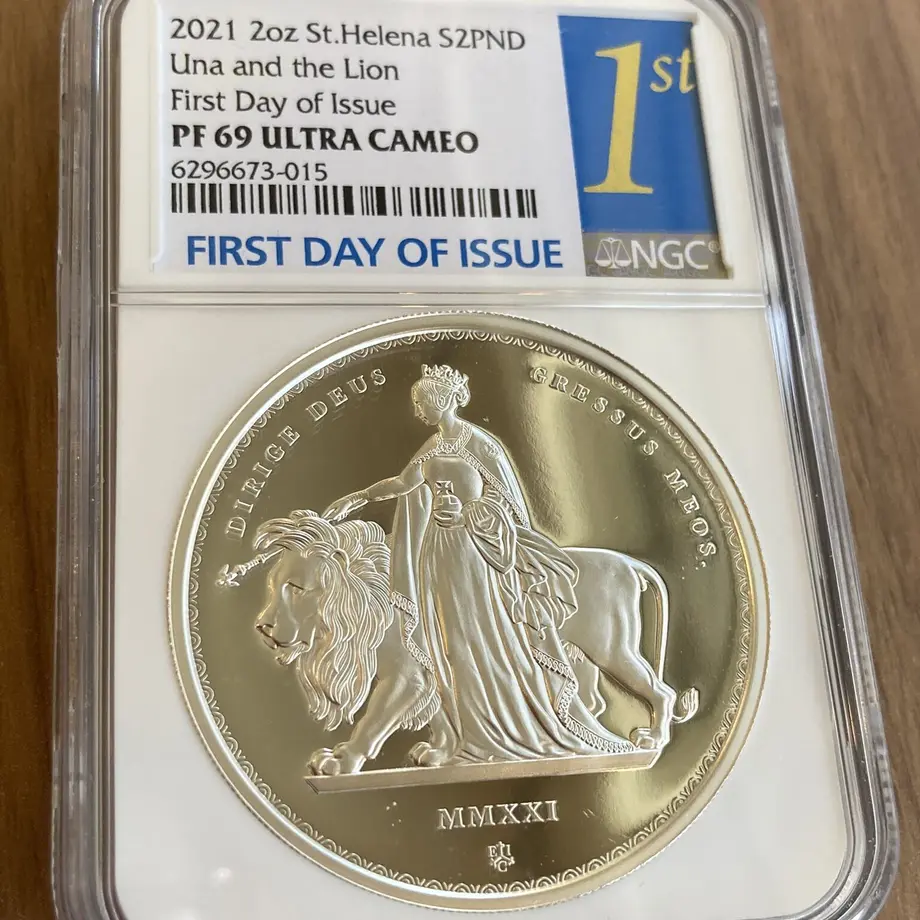 2021 2oz St.Helena S2PND
Una and the Lion
First Day of Issue
PF 69 ULTRA CAMEO
6296673-015
FIRST DAY OF ISSUE
1st
NGC
DIRIGE DEUS GRESSUS MEOS.
MMXXI
EIC